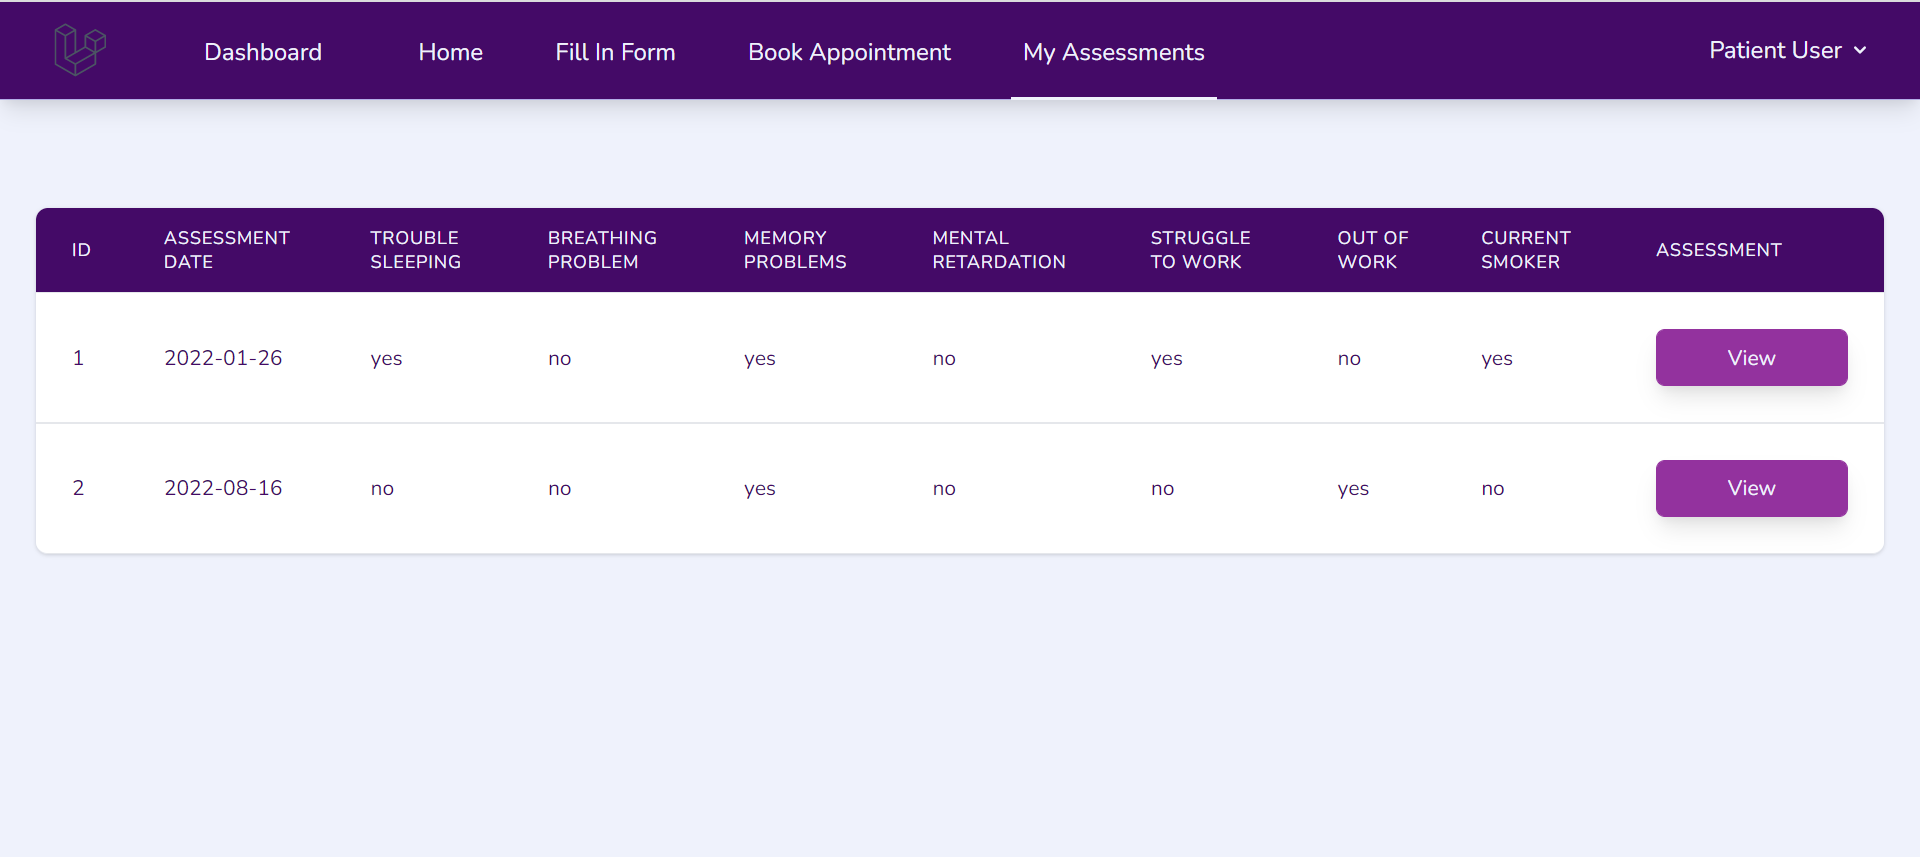 Dashboard Home Fill In Form Book Appointment My Assessments Patient User
ID ASSESSMENT DATE TROUBLE SLEEPING BREATHING PROBLEM MEMORY PROBLEMS MENTAL RETARDATION STRUGGLE TO WORK OUT OF WORK CURRENT SMOKER ASSESSMENT
1 2022-01-26 yes no yes no yes no yes View
2 2022-08-16 no no yes no no yes no View